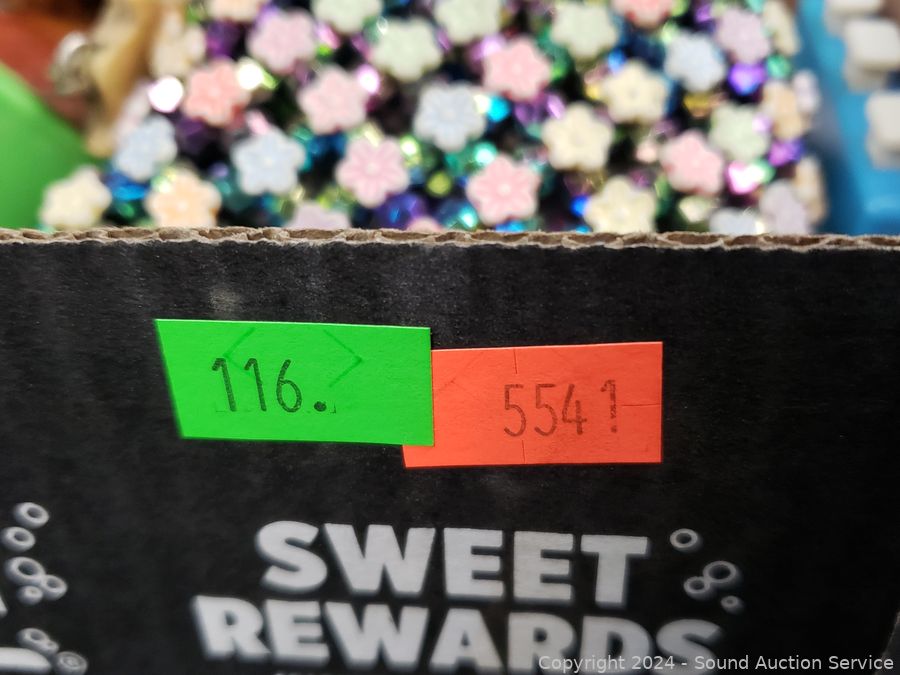 116.
5541
SWEET
REWARDS
Copyright 2024 - Sound Auction Service